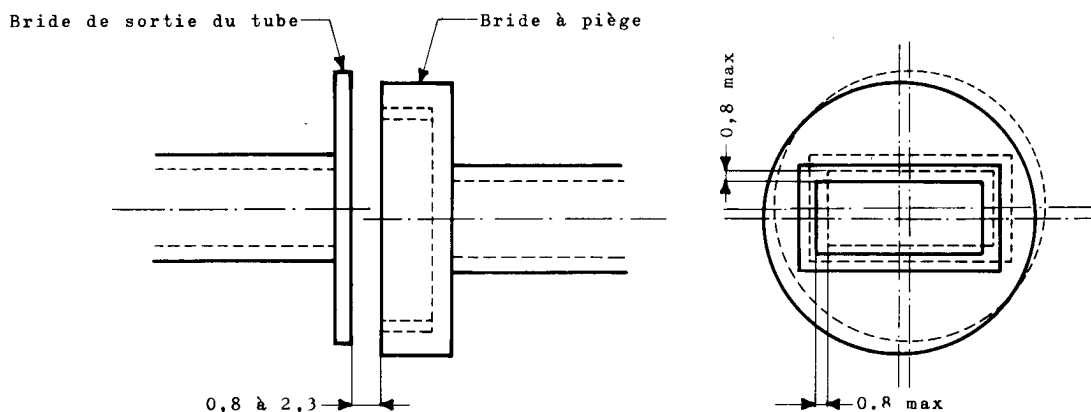 Bride de sortie du tube
Bride à piège
0,8 max
0,8 à 2,3
0,8 max